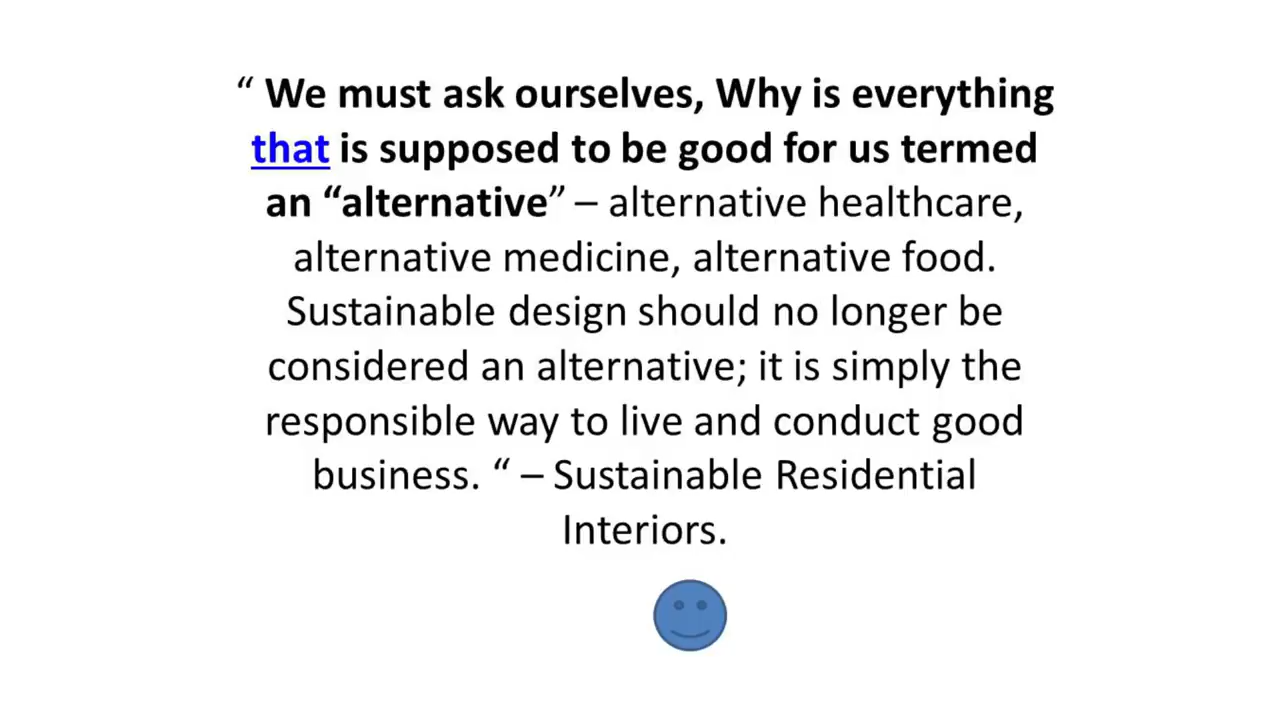 “ We must ask ourselves, Why is everything
that is supposed to be good for us termed
an “alternative” – alternative healthcare,
alternative medicine, alternative food.
Sustainable design should no longer be
considered an alternative; it is simply the
responsible way to live and conduct good
business. “ – Sustainable Residential
Interiors.